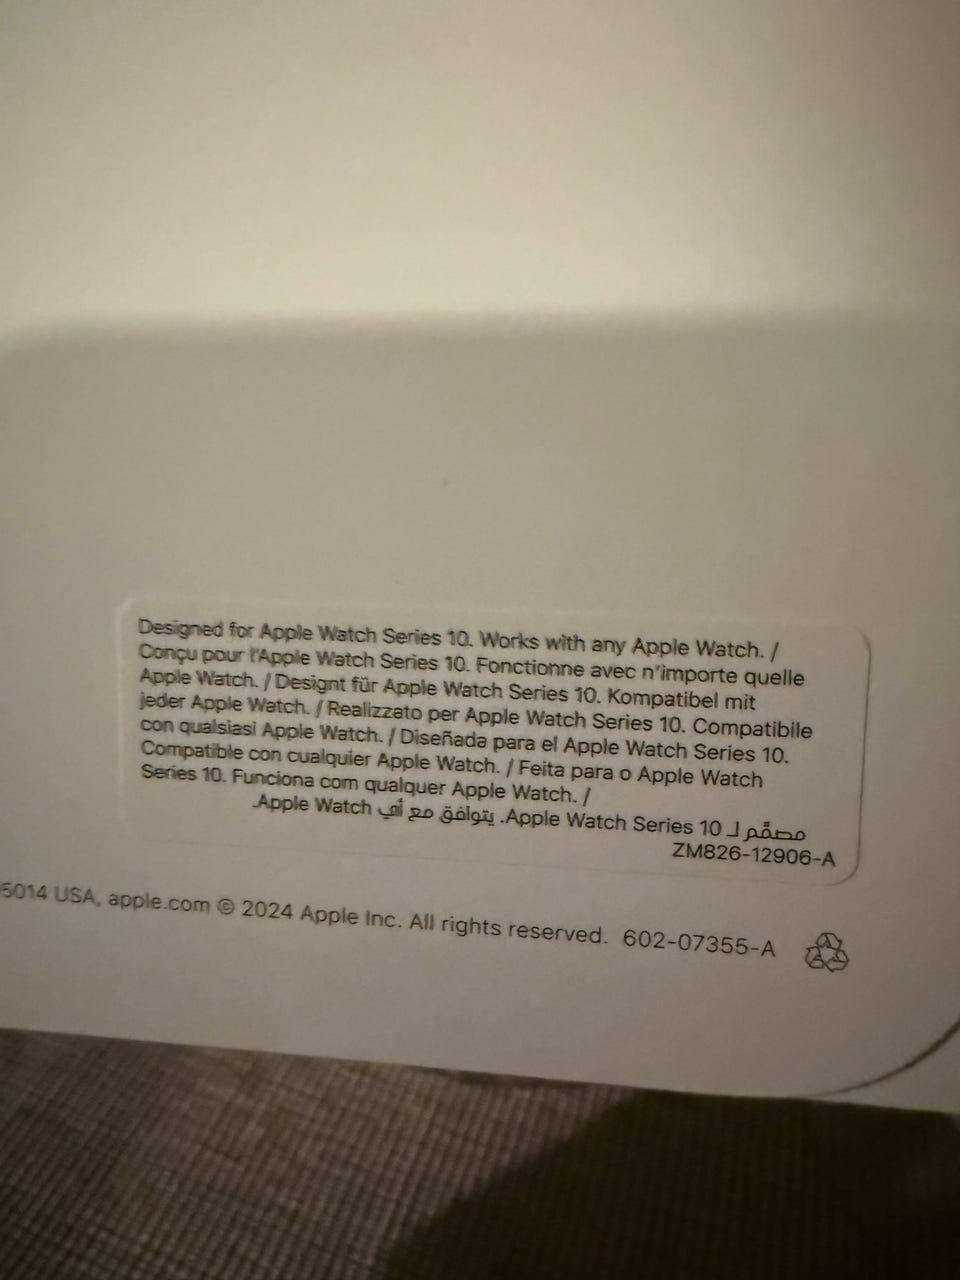 Designed for Apple Watch Series 10. Works with any Apple Watch. /
Conçu pour l'Apple Watch Series 10. Fonctionne avec n'importe quelle
Apple Watch. / Designt für Apple Watch Series 10. Kompatibel mit
jeder Apple Watch. / Realizzato per Apple Watch Series 10. Compatibile
con qualsiasi Apple Watch. / Diseñada para el Apple Watch Series 10.
Compatible con cualquier Apple Watch. / Feita para o Apple Watch
Series 10. Funciona com qualquer Apple Watch. /
مصمَّم لـ Apple Watch Series 10. يتوافق مع أي Apple Watch.
ZM826-12906-A
5014 USA, apple.com © 2024 Apple Inc. All rights reserved. 602-07355-A